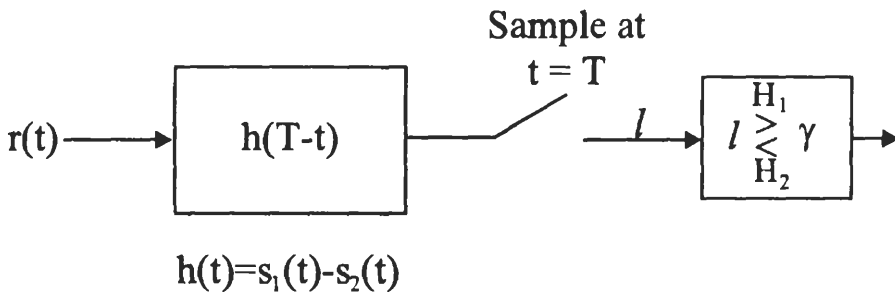 Sample at
t = T
r(t)
h(T-t)
l
H₁
l ≷ γ
H₂
h(t)=s₁(t)-s₂(t)